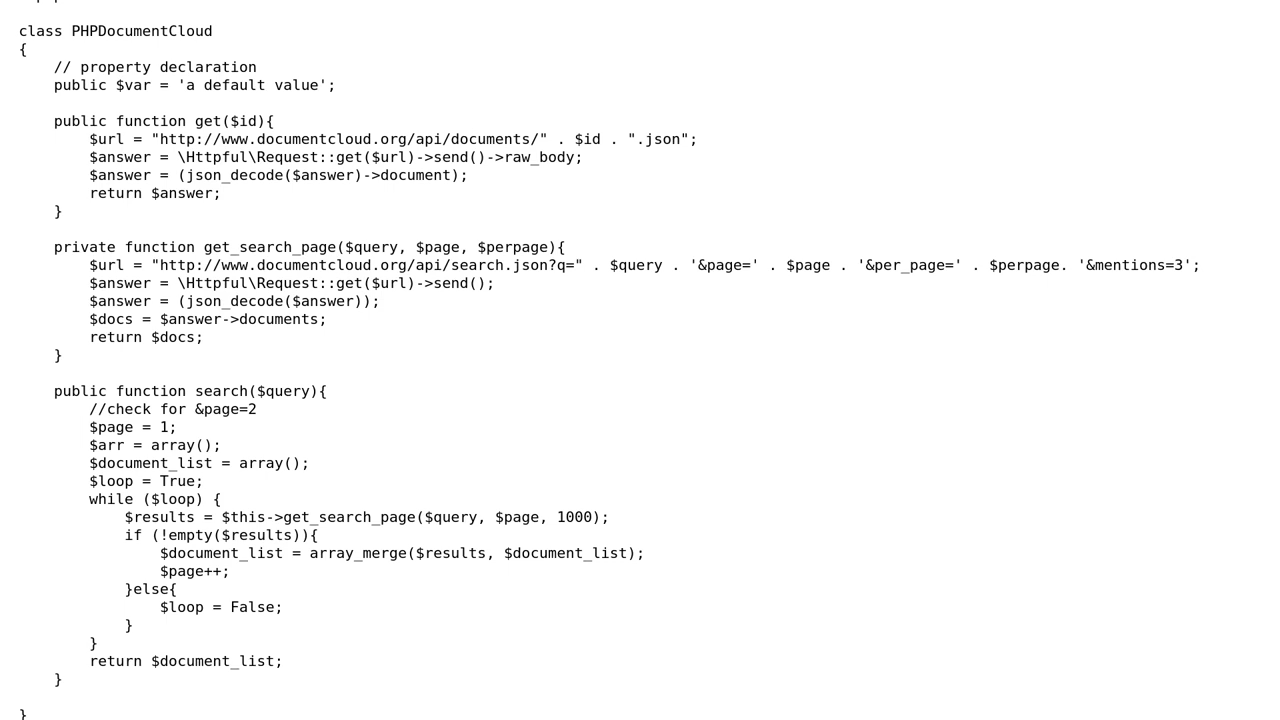 class PHPDocumentCloud
{
    // property declaration
    public $var = 'a default value';

    public function get($id){
        $url = "http://www.documentcloud.org/api/documents/" . $id . ".json";
        $answer = \Httpful\Request::get($url)->send()->raw_body;
        $answer = (json_decode($answer)->document);
        return $answer;
    }

    private function get_search_page($query, $page, $perpage){
        $url = "http://www.documentcloud.org/api/search.json?q=" . $query . '&page=' . $page . '&per_page=' . $perpage. '&mentions=3';
        $answer = \Httpful\Request::get($url)->send();
        $answer = (json_decode($answer));
        $docs = $answer->documents;
        return $docs;
    }

    public function search($query){
        //check for &page=2
        $page = 1;
        $arr = array();
        $document_list = array();
        $loop = True;
        while ($loop) {
            $results = $this->get_search_page($query, $page, 1000);
            if (!empty($results)){
                $document_list = array_merge($results, $document_list);
                $page++;
            }else{
                $loop = False;
            }
        }
        return $document_list;
    }

}